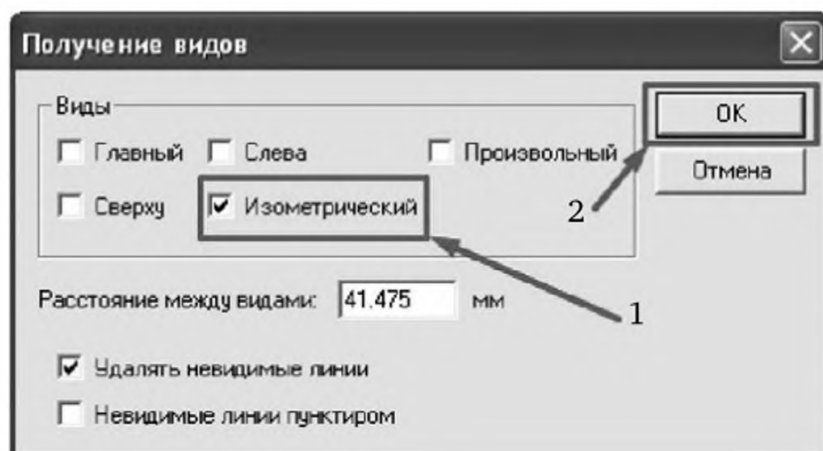 Получение видов
Виды
Главный Слева Произвольный
Сверху Изометрический
OK
Отмена
2
1
Расстояние между видами: 41.475 мм
Удалять невидимые линии
Невидимые линии пунктиром